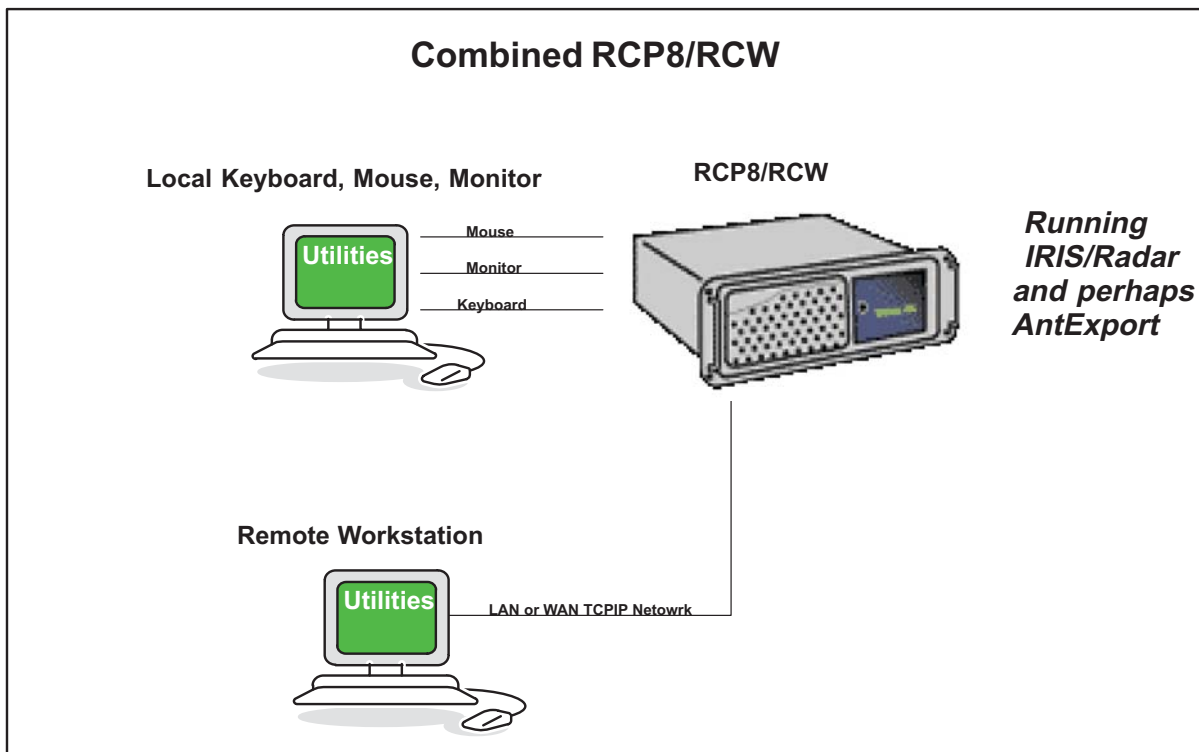 Combined RCP8/RCW
Local Keyboard, Mouse, Monitor
RCP8/RCW
Utilities
Mouse
Monitor
Keyboard
Running
IRIS/Radar
and perhaps
AntExport
Remote Workstation
Utilities
LAN or WAN TCPIP Netowrk